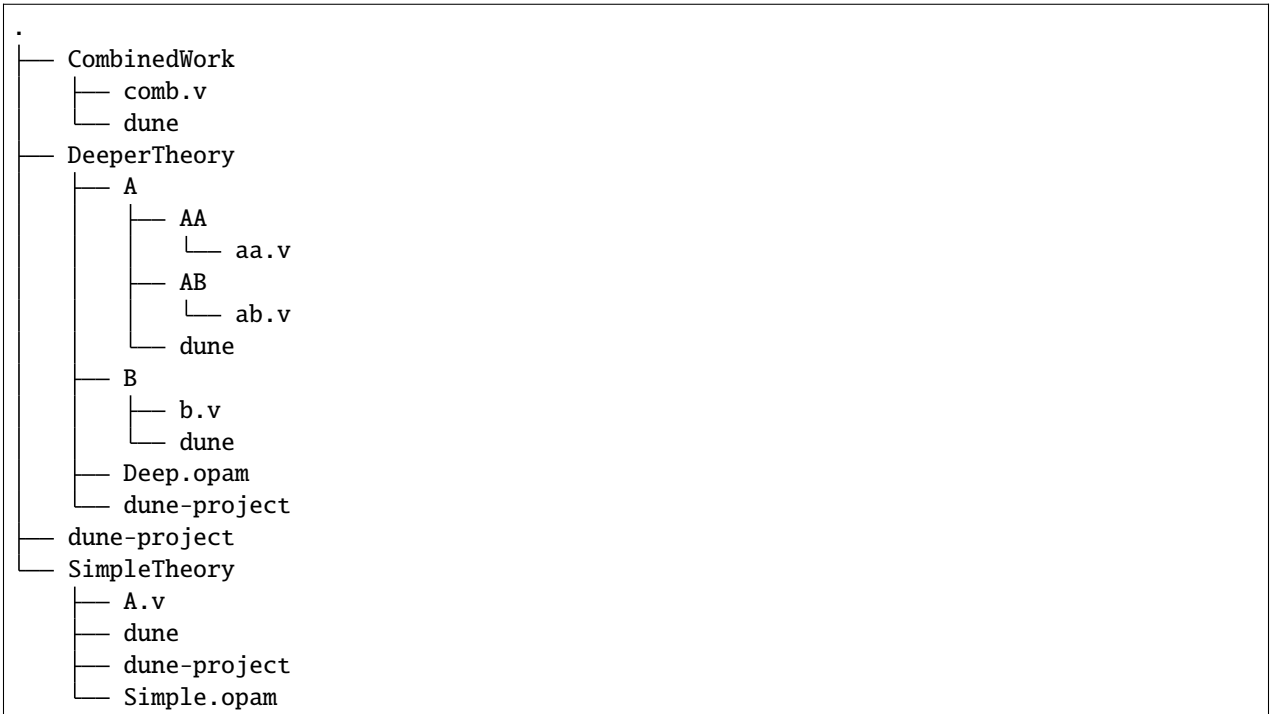 .
├── CombinedWork
│   ├── comb.v
│   └── dune
├── DeeperTheory
│   ├── A
│   │   ├── AA
│   │   │   └── aa.v
│   │   ├── AB
│   │   │   └── ab.v
│   │   └── dune
│   ├── B
│   │   ├── b.v
│   │   └── dune
│   ├── Deep.opam
│   └── dune-project
├── dune-project
└── SimpleTheory
    ├── A.v
    ├── dune
    ├── dune-project
    └── Simple.opam